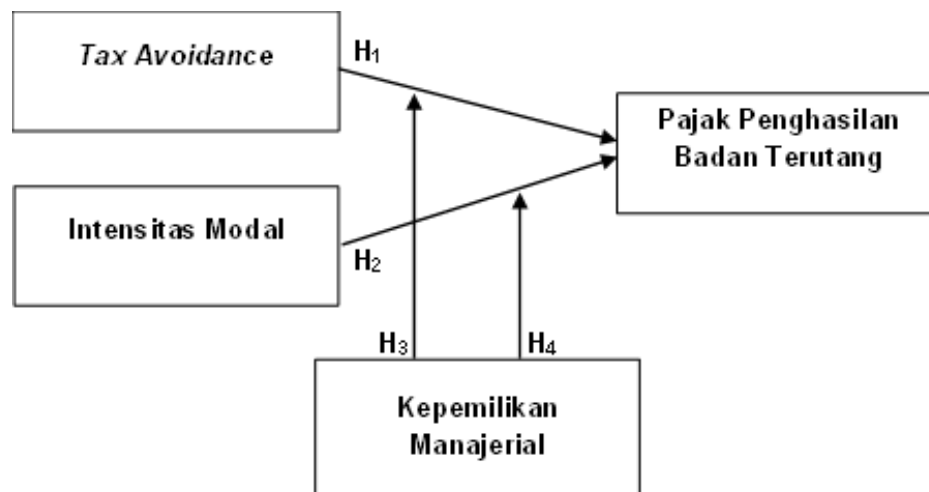 Tax Avoidance
H₁
Pajak Penghasilan
Badan Terutang
Intensitas Modal
H₂
H₃
H₄
Kepemilikan
Manajerial